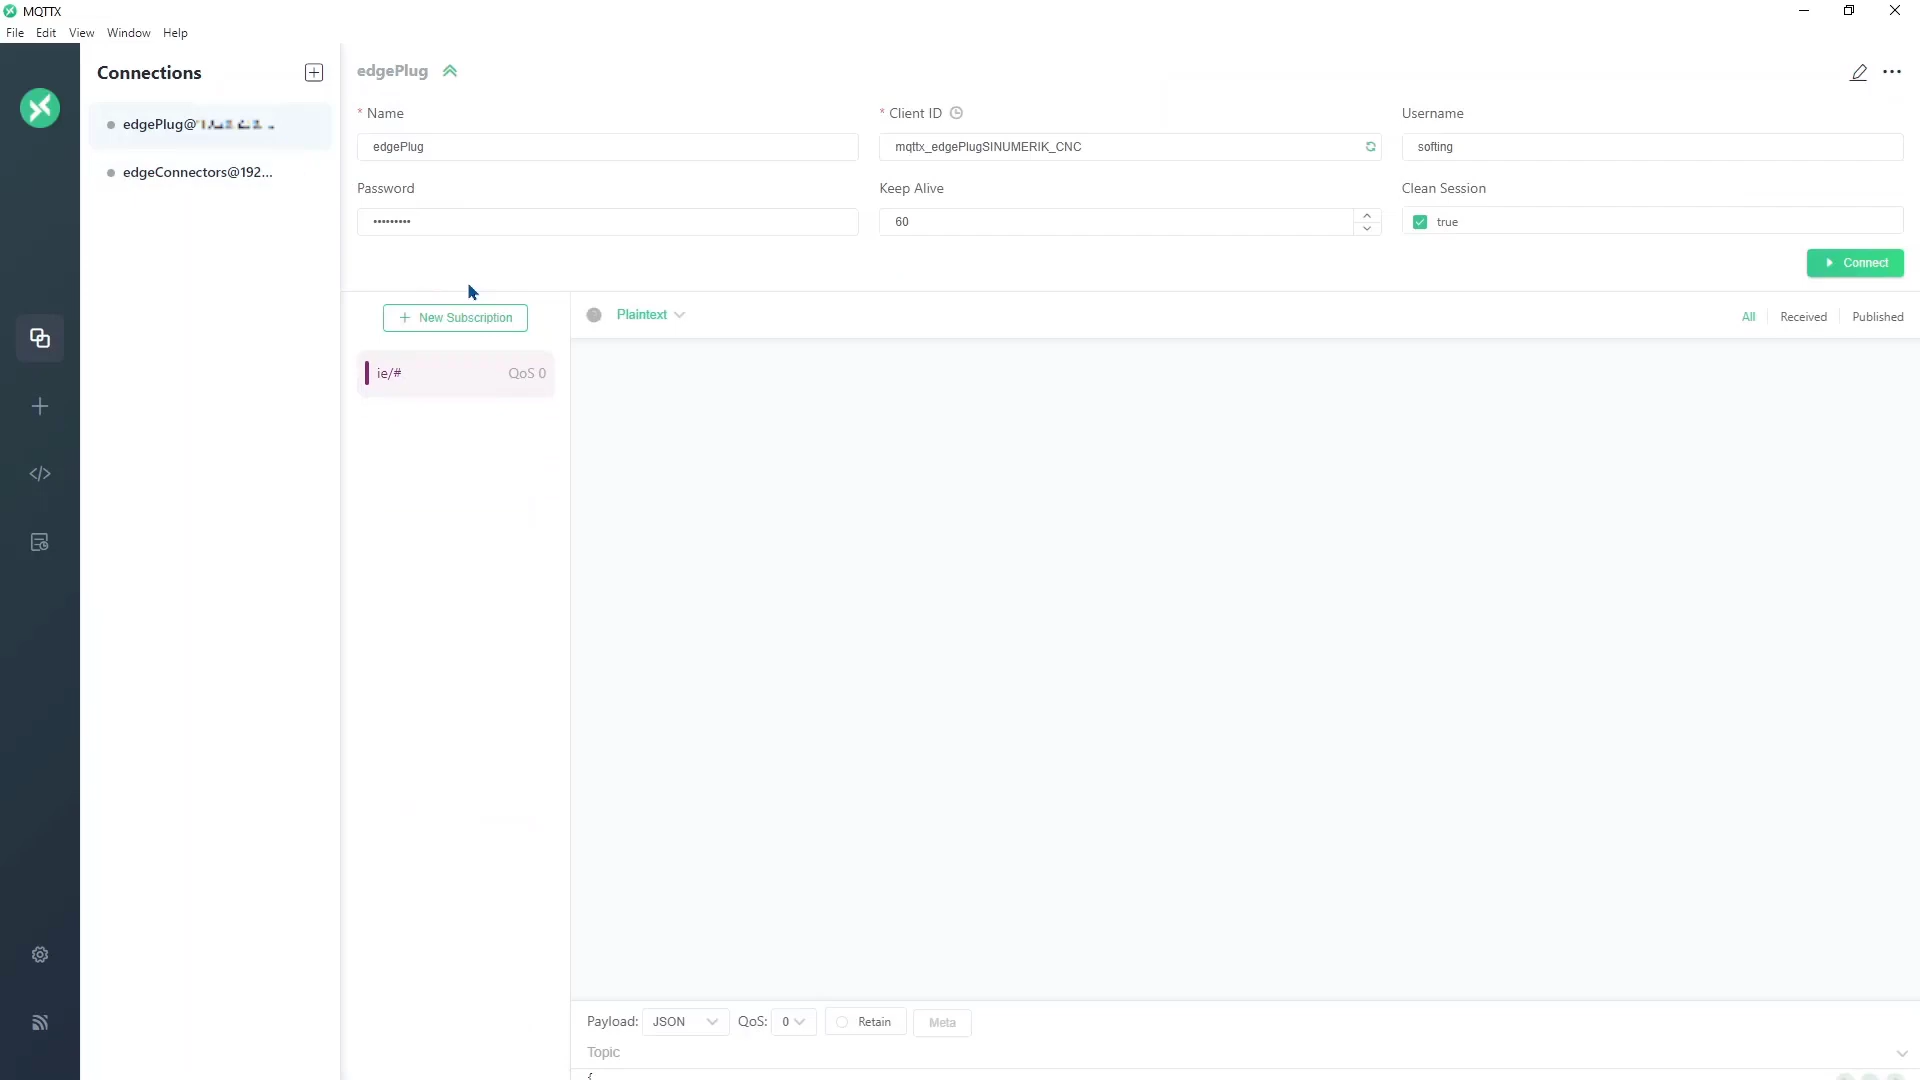 MQTTX
File Edit View Window Help
Connections
edgePlug@
edgeConnectors@192...
edgePlug
* Name
edgePlug
* Client ID
mqttx_edgePlugSINUMERIK_CNC
Username
softing
Password
•••••••••
Keep Alive
60
Clean Session
true
Connect
+ New Subscription
ie/# QoS 0
Plaintext
All Received Published
Payload: JSON QoS: 0 Retain Meta
Topic
{